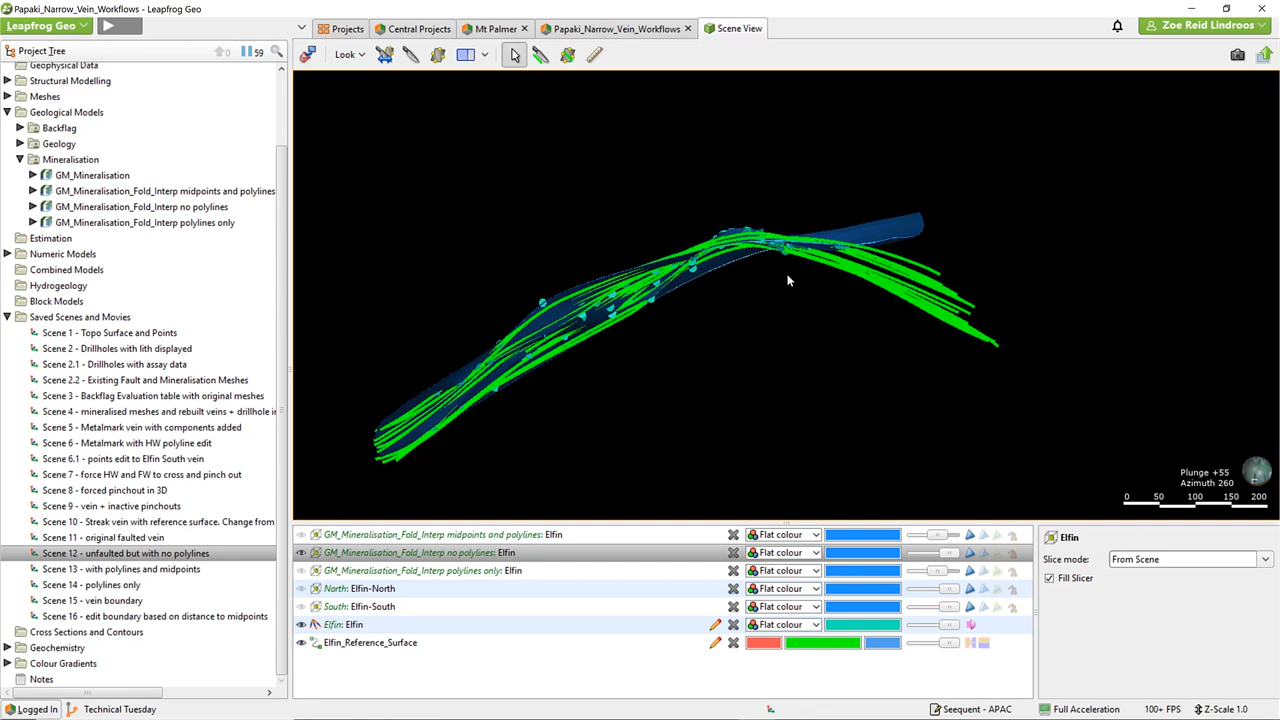 Papaki_Narrow_Vein_Workflows - Leapfrog Geo
Leapfrog Geo
Projects
Central Projects
Mt Palmer
Papaki_Narrow_Vein_Workflows
Scene View
Zoe Reid Lindroos
Project Tree
0
59
Look
Geophysical Data
Structural Modelling
Meshes
Geological Models
Backflag
Geology
Mineralisation
GM_Mineralisation
GM_Mineralisation_Fold_Interp midpoints and polylines
GM_Mineralisation_Fold_Interp no polylines
GM_Mineralisation_Fold_Interp polylines only
Estimation
Numeric Models
Combined Models
Hydrogeology
Block Models
Saved Scenes and Movies
Scene 1 - Topo Surface and Points
Scene 2 - Drillholes with lith displayed
Scene 2.1 - Drillholes with assay data
Scene 2.2 - Existing Fault and Mineralisation Meshes
Scene 3 - Backflag Evaluation table with original meshes
Scene 4 - mineralised meshes and rebuilt veins + drillhole in
Scene 5 - Metalmark vein with components added
Scene 6 - Metalmark with HW polyline edit
Scene 6.1 - points edit to Elfin South vein
Scene 7 - force HW and FW to cross and pinch out
Scene 8 - forced pinchout in 3D
Scene 9 - vein + inactive pinchouts
Scene 10 - Streak vein with reference surface. Change from
Scene 11 - original faulted vein
Scene 12 - unfaulted but with no polylines
Scene 13 - with polylines and midpoints
Scene 14 - polylines only
Scene 15 - vein boundary
Scene 16 - edit boundary based on distance to midpoints
Cross Sections and Contours
Geochemistry
Colour Gradients
Notes
Plunge +55
Azimuth 260
0 50 100 150 200
GM_Mineralisation_Fold_Interp midpoints and polylines: Elfin
Flat colour
GM_Mineralisation_Fold_Interp no polylines: Elfin
Flat colour
GM_Mineralisation_Fold_Interp polylines only: Elfin
Flat colour
North: Elfin-North
Flat colour
South: Elfin-South
Flat colour
Elfin: Elfin
Flat colour
Elfin_Reference_Surface
Elfin
Slice mode: From Scene
Fill Slicer
Logged In
Technical Tuesday
Seequent - APAC
Full Acceleration
100+ FPS
Z-Scale 1.0